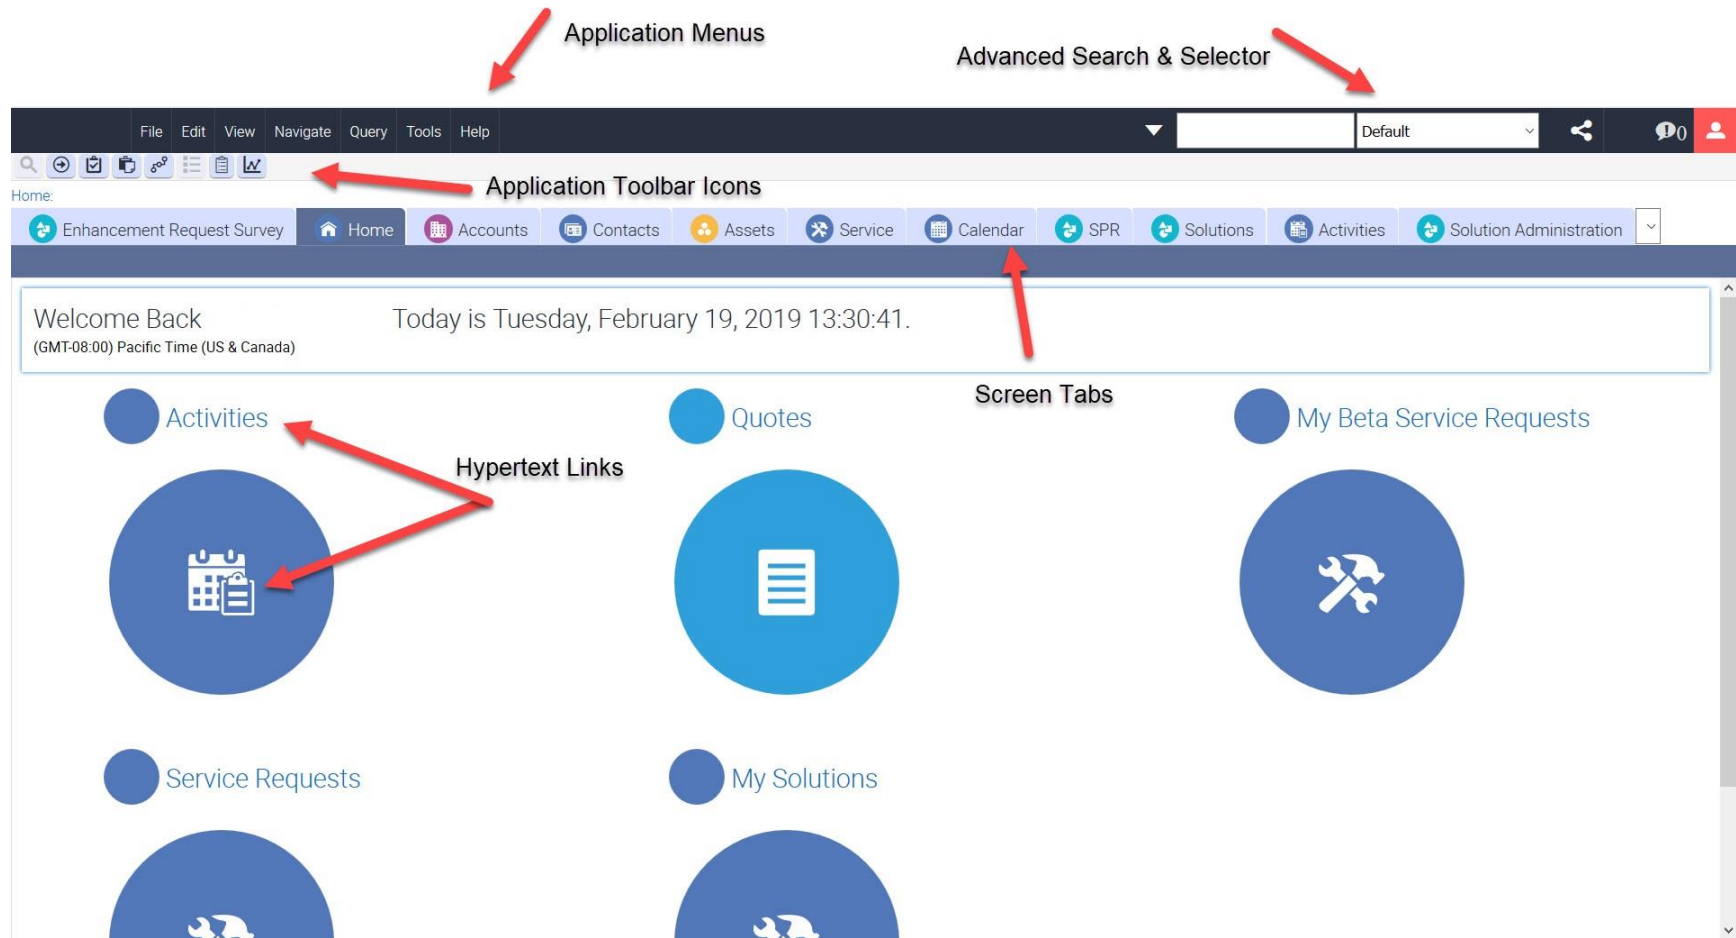 Application Menus
Advanced Search & Selector
File Edit View Navigate Query Tools Help
Default
0
Application Toolbar Icons
Home:
Enhancement Request Survey Home Accounts Contacts Assets Service Calendar SPR Solutions Activities Solution Administration
Welcome Back Today is Tuesday, February 19, 2019 13:30:41.
(GMT-08:00) Pacific Time (US & Canada)
Screen Tabs
Activities Quotes My Beta Service Requests
Hypertext Links
Service Requests My Solutions